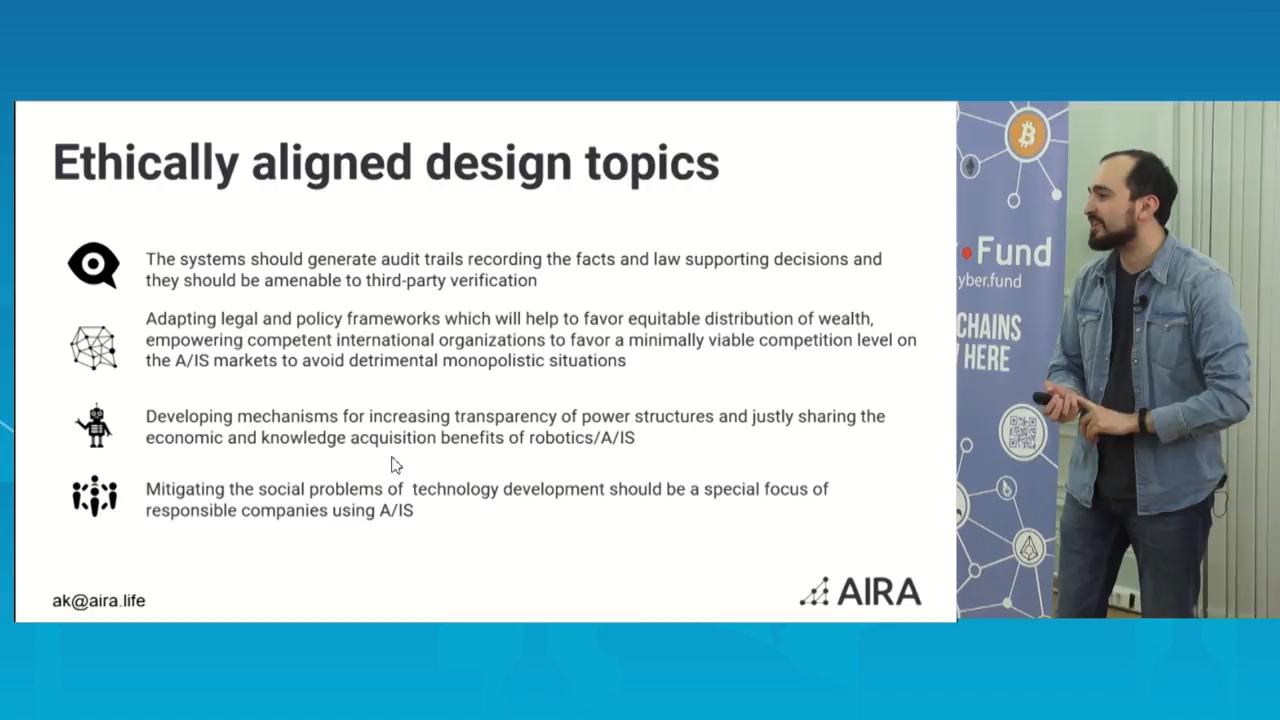 Ethically aligned design topics
The systems should generate audit trails recording the facts and law supporting decisions and
they should be amenable to third-party verification
Adapting legal and policy frameworks which will help to favor equitable distribution of wealth,
empowering competent international organizations to favor a minimally viable competition level on
the A/IS markets to avoid detrimental monopolistic situations
Developing mechanisms for increasing transparency of power structures and justly sharing the
economic and knowledge acquisition benefits of robotics/A/IS
Mitigating the social problems of  technology development should be a special focus of
responsible companies using A/IS
ak@aira.life
AIRA
Fund
yber.fund
CHAINS
HERE